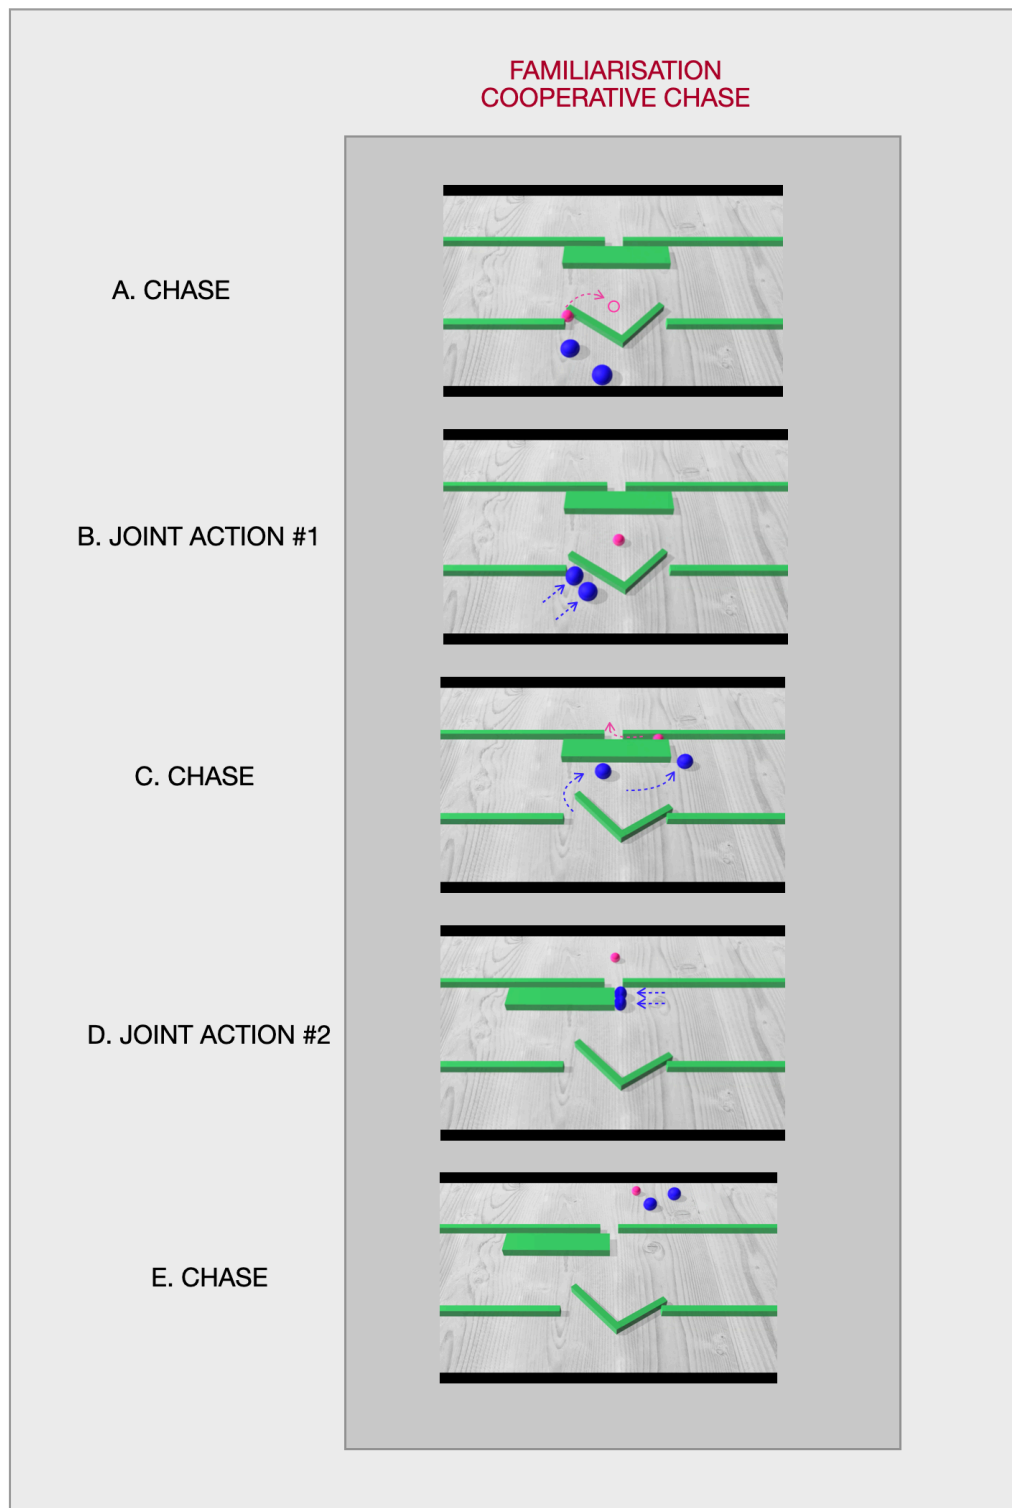 FAMILIARISATION
COOPERATIVE CHASE
A. CHASE
B. JOINT ACTION #1
C. CHASE
D. JOINT ACTION #2
E. CHASE